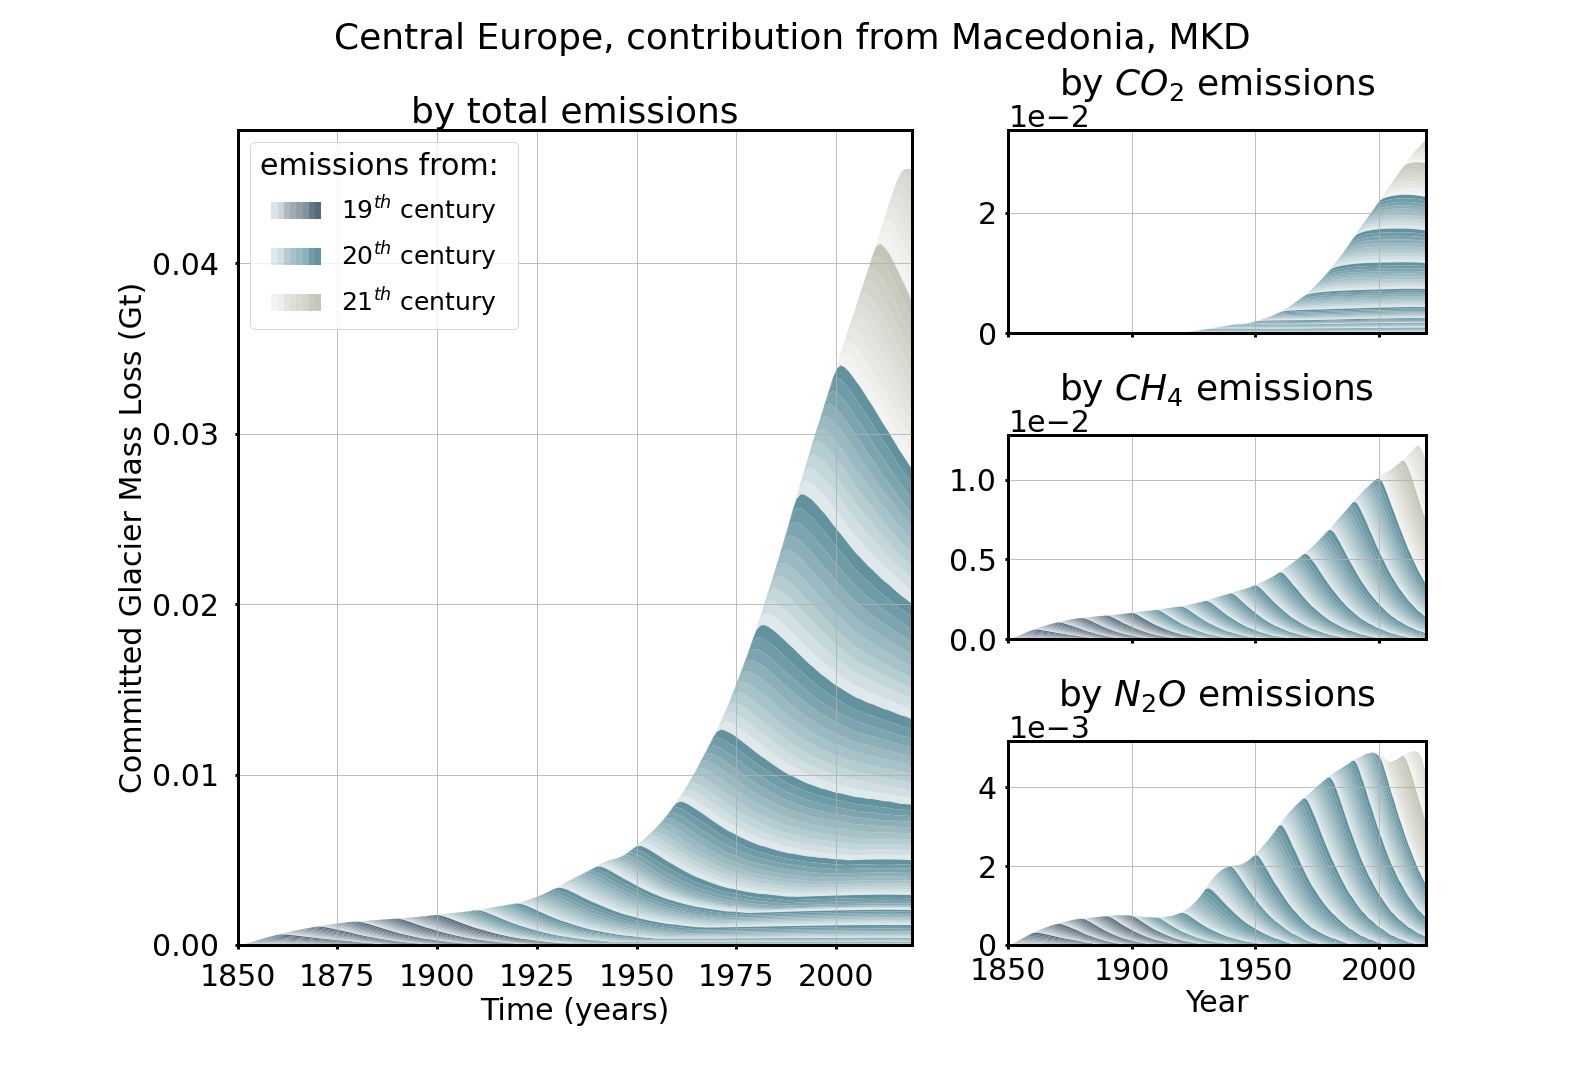 Central Europe, contribution from Macedonia, MKD
by total emissions
emissions from:
19th century
20th century
21th century
Committed Glacier Mass Loss (Gt)
0.04
0.03
0.02
0.01
0.00
1850 1875 1900 1925 1950 1975 2000
Time (years)
by CO₂ emissions
1e−2
2
0
by CH₄ emissions
1e−2
1.0
0.5
0.0
by N₂O emissions
1e−3
4
2
0
1850 1900 1950 2000
Year